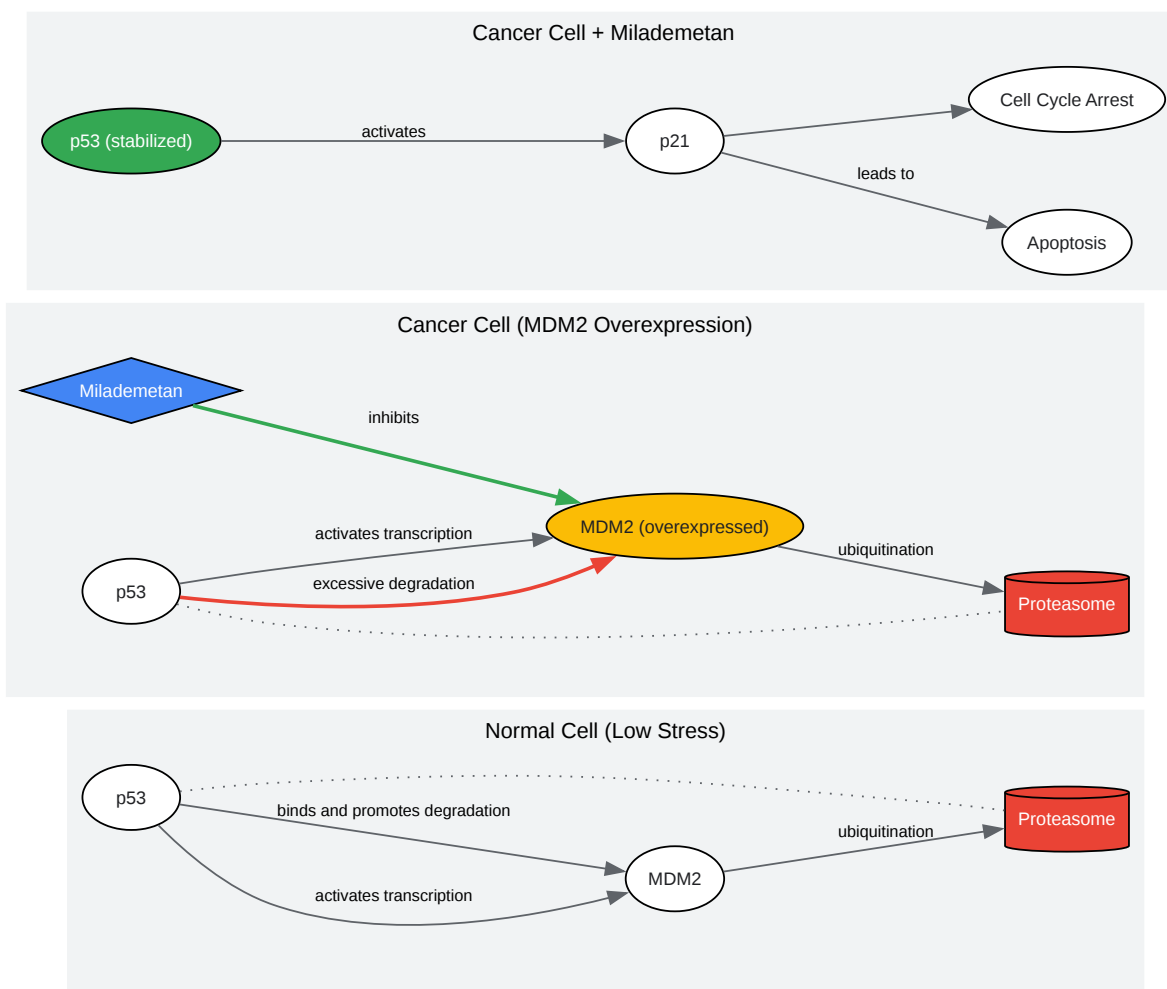 Cancer Cell + Milademetan
Cell Cycle Arrest
activates
p53 (stabilized)
p21
leads to
Apoptosis
Cancer Cell (MDM2 Overexpression)
Milademetan
inhibits
MDM2 (overexpressed)
activates transcription
ubiquitination
excessive degradation
p53
Proteasome
Normal Cell (Low Stress)
p53
binds and promotes degradation
Proteasome
ubiquitination
MDM2
activates transcription